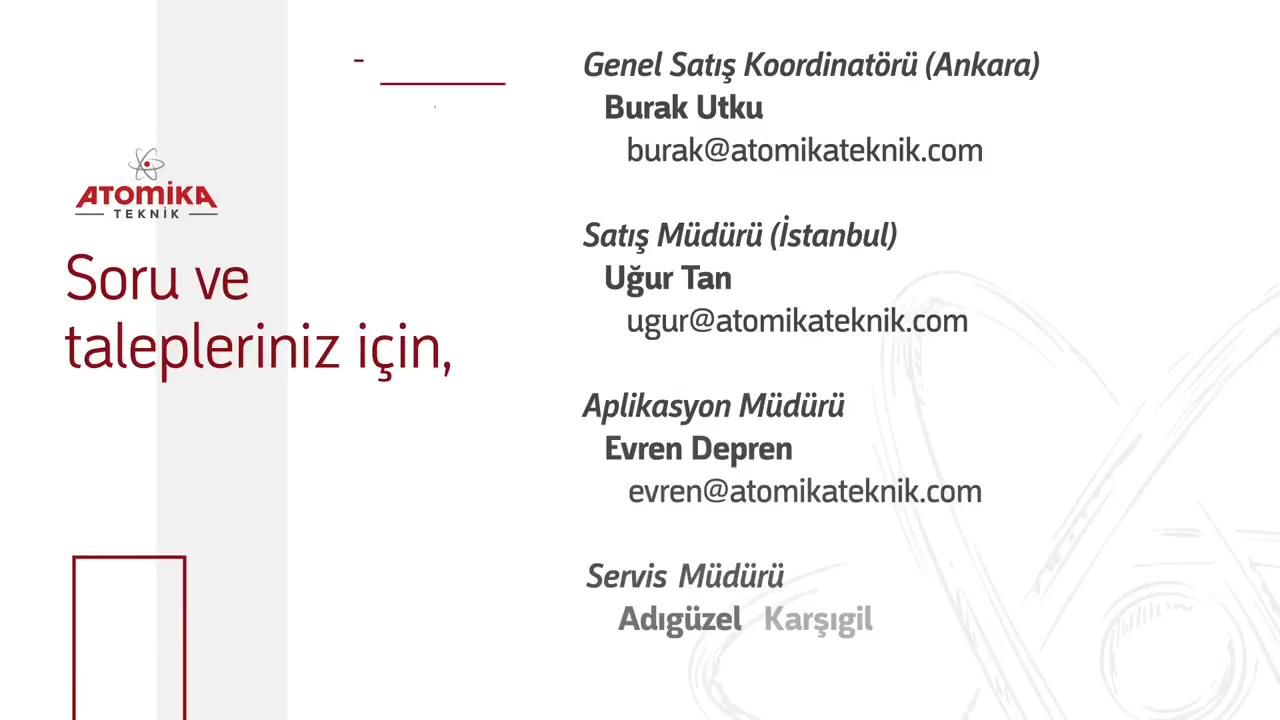 ATOMİKA
TEKNİK
Soru ve
talepleriniz için,
Genel Satış Koordinatörü (Ankara)
Burak Utku
burak@atomikateknik.com
Satış Müdürü (İstanbul)
Uğur Tan
ugur@atomikateknik.com
Aplikasyon Müdürü
Evren Depren
evren@atomikateknik.com
Servis Müdürü
Adıgüzel Karşıgil